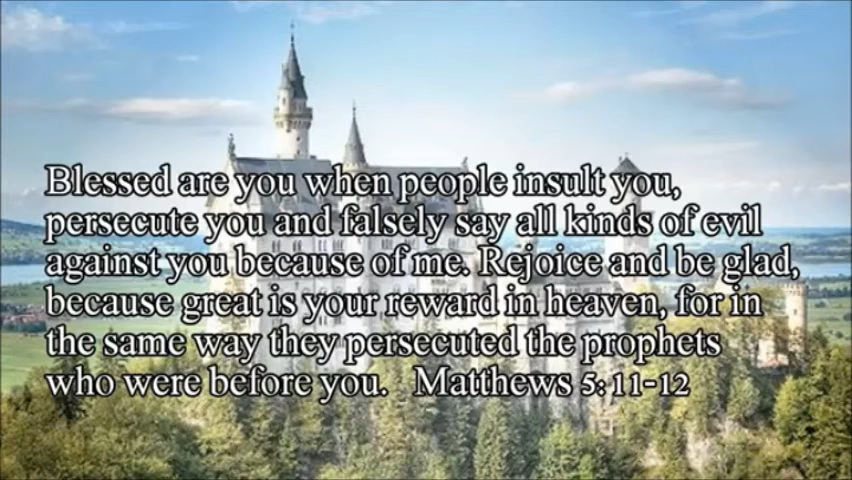 Blessed are you when people insult you,
persecute you and falsely say all kinds of evil
against you because of me. Rejoice and be glad,
because great is your reward in heaven, for in
the same way they persecuted the prophets
who were before you.   Matthews 5: 11-12